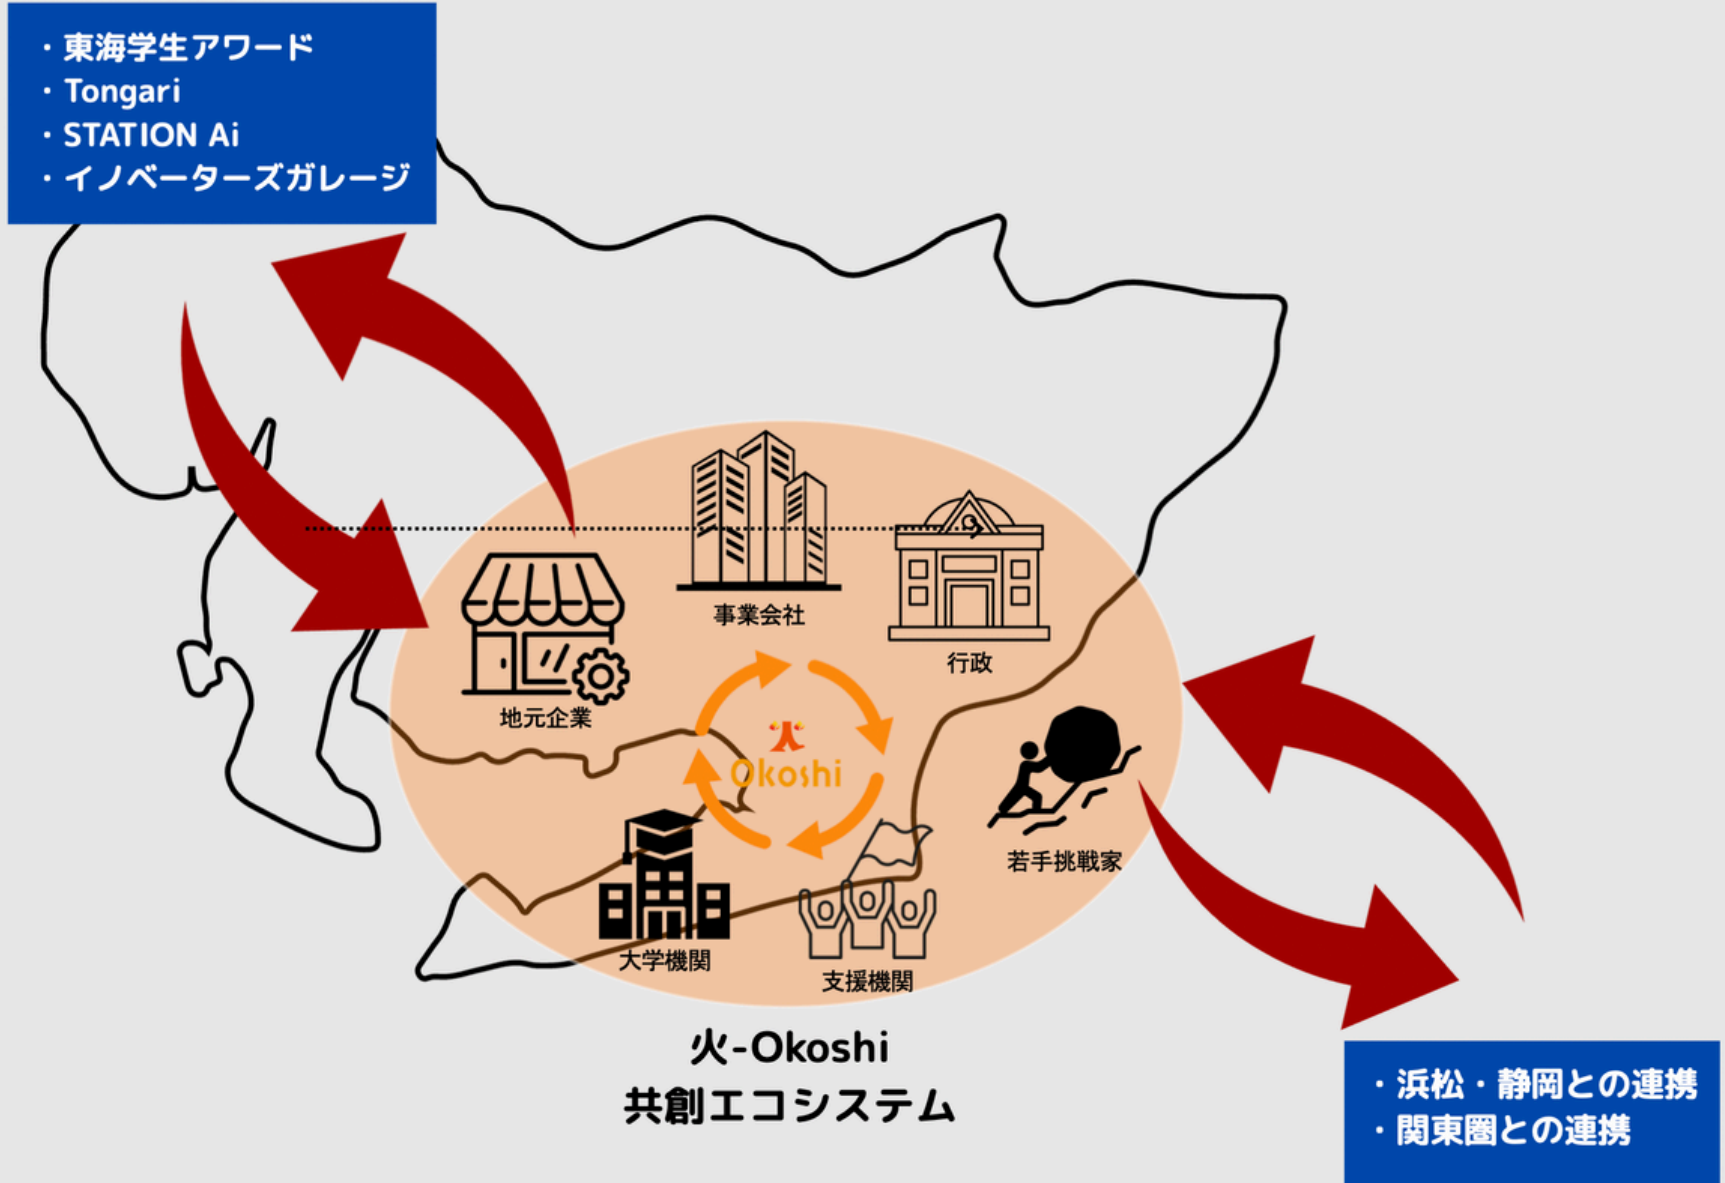 ・東海学生アワード
・Tongari
・STATION Ai
・イノベーターズガレージ
事業会社
行政
地元企業
火
Okoshi
若手挑戦家
大学機関
支援機関
火-Okoshi
共創エコシステム
・浜松・静岡との連携
・関東圏との連携